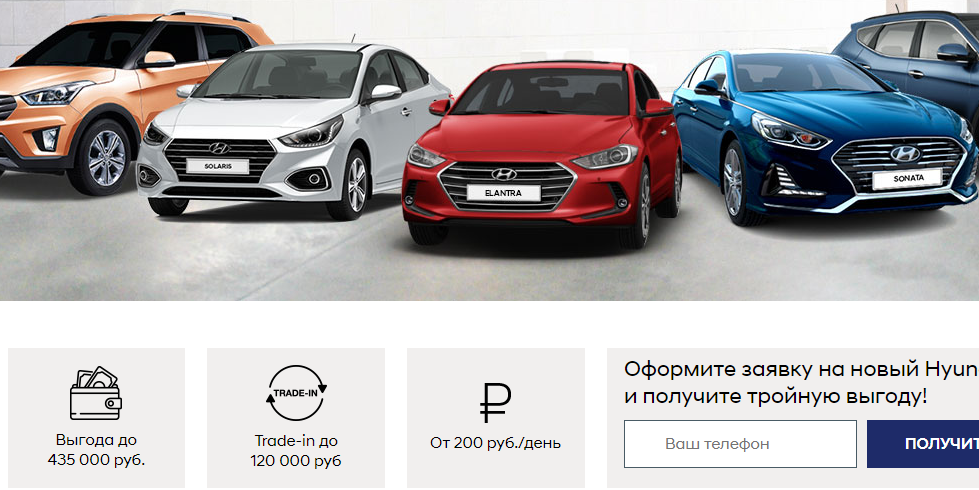 SOLARIS
ELANTRA
SONATA
Выгода до
435 000 руб.
TRADE-IN
Trade-in до
120 000 руб
От 200 руб./день
Оформите заявку на новый Hyun
и получите тройную выгоду!
Ваш телефон
ПОЛУЧИТ